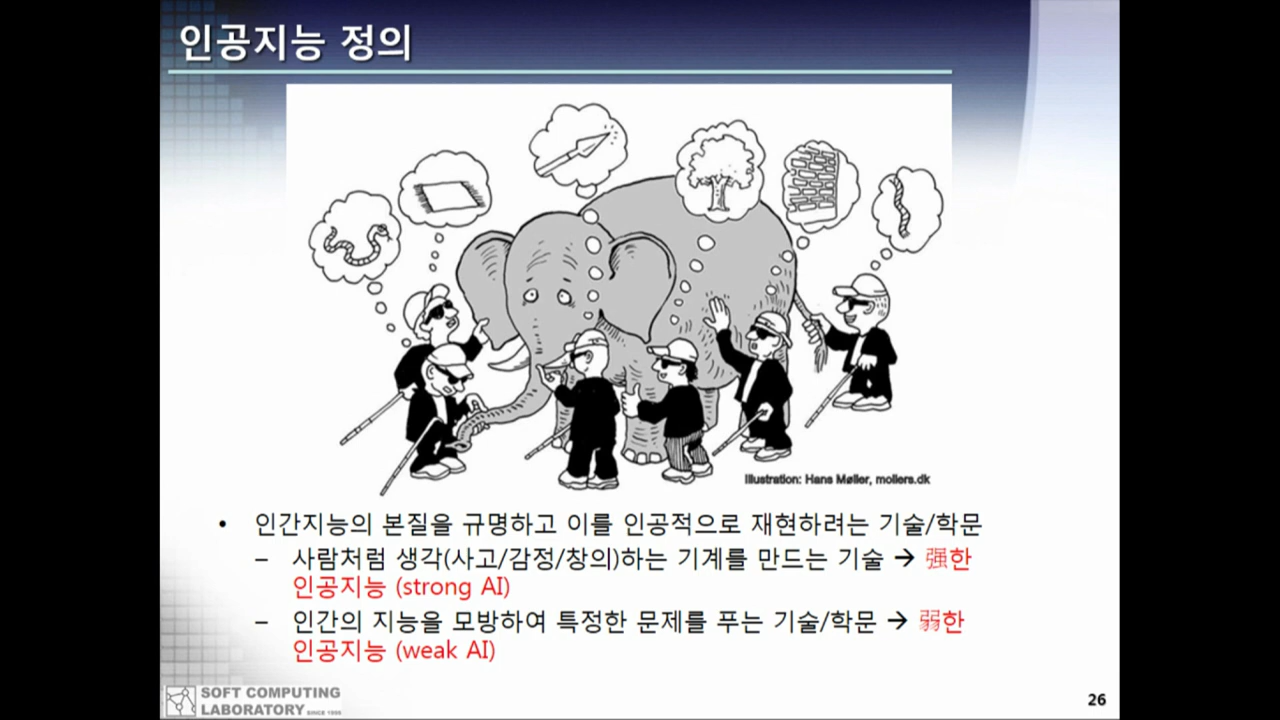 인공지능 정의
Illustration: Hans Møller, mollers.dk
• 인간지능의 본질을 규명하고 이를 인공적으로 재현하려는 기술/학문
– 사람처럼 생각(사고/감정/창의)하는 기계를 만드는 기술 → 强한
인공지능 (strong AI)
– 인간의 지능을 모방하여 특정한 문제를 푸는 기술/학문 → 弱한
인공지능 (weak AI)
SOFT COMPUTING
LABORATORY SINCE 1995
26